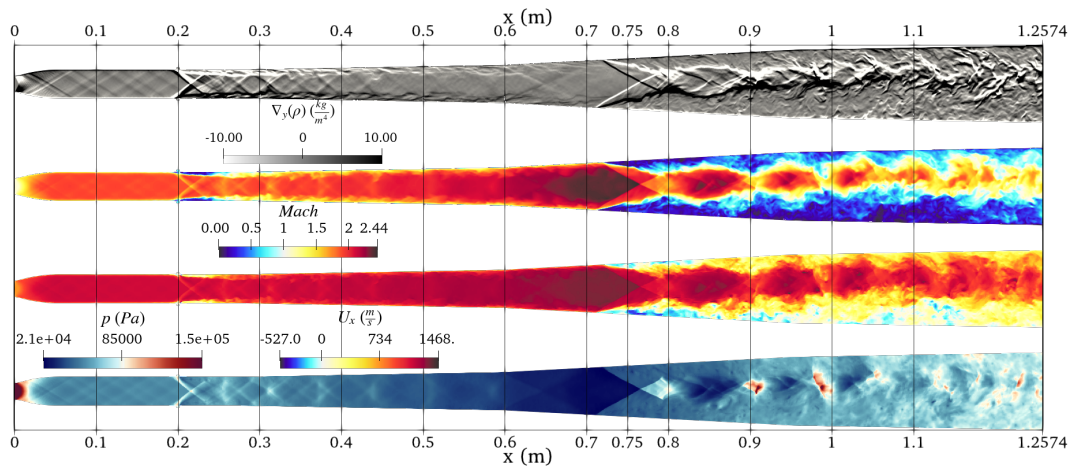 x (m)
0 0.1 0.2 0.3 0.4 0.5 0.6 0.7 0.75 0.8 0.9 1 1.1 1.2574
∇y(ρ) (kg/m⁴)
-10.00 0 10.00
Mach
0.00 0.5 1 1.5 2 2.44
p (Pa) Ux (m/s)
2.1e+04 85000 1.5e+05 -527.0 0 734 1468.
0 0.1 0.2 0.3 0.4 0.5 0.6 0.7 0.75 0.8 0.9 1 1.1 1.2574
x (m)